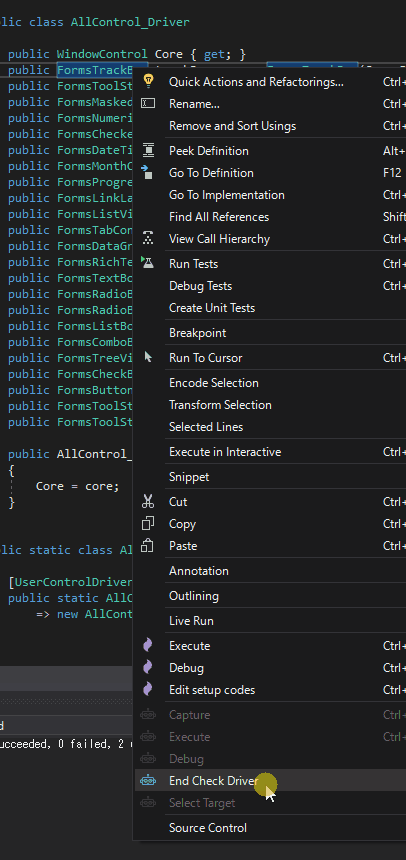 public class AllControl_Driver
public WindowControl Core { get; }
public FormsTrackB
public FormsToolSt
public FormsMasked
public FormsNumeri
public FormsChecke
public FormsDateTi
public FormsMonthC
public FormsProgre
public FormsLinkLa
public FormsListVi
public FormsTabCon
public FormsDataGr
public FormsRichTe
public FormsTextBo
public FormsRadioB
public FormsRadioB
public FormsListBo
public FormsComboB
public FormsTreeVi
public FormsCheckB
public FormsButton
public FormsToolSt
public FormsToolSt
public AllControl_
{
Core = core;
}
lic static class Al
[UserControlDriver
public static AllC
=> new AllCont
d
ucceeded, 0 failed, 2
Quick Actions and Refactorings... Ctrl+
Rename... Ctrl+
Remove and Sort Usings Ctrl+
Peek Definition Alt+
Go To Definition F12
Go To Implementation Ctrl+
Find All References Shift
View Call Hierarchy Ctrl+
Run Tests Ctrl+
Debug Tests Ctrl+
Create Unit Tests
Breakpoint
Run To Cursor Ctrl+
Encode Selection
Transform Selection
Selected Lines
Execute in Interactive Ctrl+
Snippet
Cut Ctrl+
Copy Ctrl+
Paste Ctrl+
Annotation
Outlining
Live Run
Execute Ctrl+
Debug Ctrl+
Edit setup codes Ctrl+
Capture Ctrl+
Execute Ctrl+
Debug
End Check Driver
Select Target
Source Control